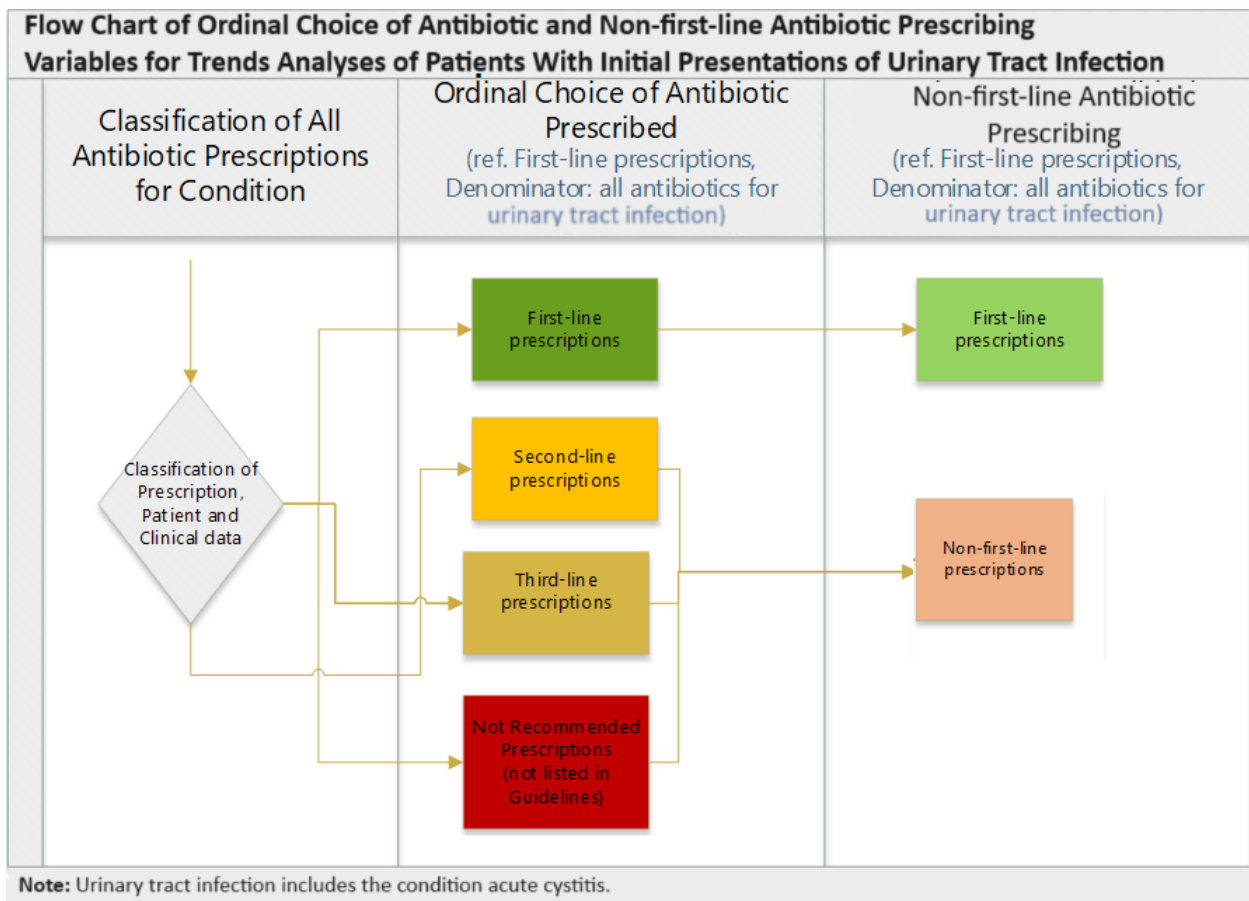 Flow Chart of Ordinal Choice of Antibiotic and Non-first-line Antibiotic Prescribing
Variables for Trends Analyses of Patients With Initial Presentations of Urinary Tract Infection
Classification of All
Antibiotic Prescriptions
for Condition
Ordinal Choice of Antibiotic
Prescribed
(ref. First-line prescriptions,
Denominator: all antibiotics for
urinary tract infection)
Non-first-line Antibiotic
Prescribing
(ref. First-line prescriptions,
Denominator: all antibiotics for
urinary tract infection)
Classification of
Prescription,
Patient and
Clinical data
First-line
prescriptions
Second-line
prescriptions
Third-line
prescriptions
Not Recommended
Prescriptions
(not listed in
Guidelines)
First-line
prescriptions
Non-first-line
prescriptions
Note: Urinary tract infection includes the condition acute cystitis.